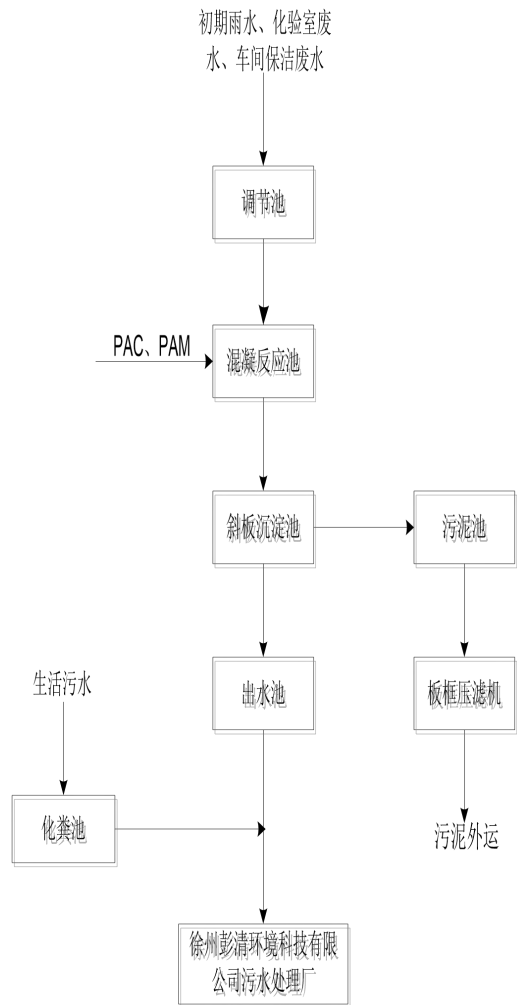 初期雨水、化验室废
水、车间保洁废水
调节池
PAC、PAM
混凝反应池
斜板沉淀池
污泥池
生活污水
出水池
板框压滤机
化粪池
污泥外运
徐州彭清环境科技有限
公司污水处理厂